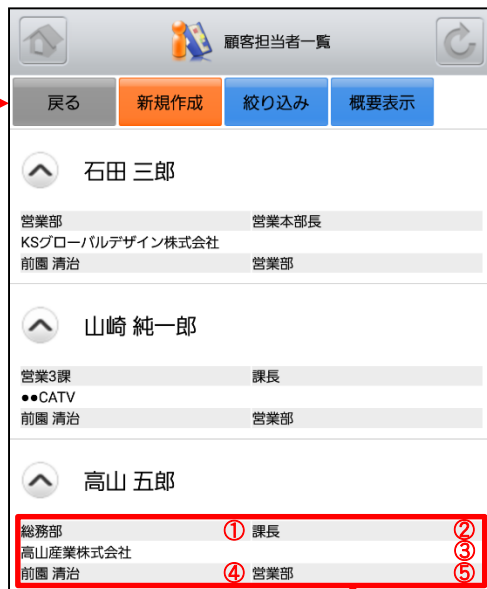 顧客担当者一覧
戻る 新規作成 絞り込み 概要表示
石田 三郎
営業部 営業本部長
KSグローバルデザイン株式会社
前園 清治 営業部
山崎 純一郎
営業3課 課長
●●CATV
前園 清治 営業部
高山 五郎
総務部 ① 課長 ②
高山産業株式会社 ③
前園 清治 ④ 営業部 ⑤